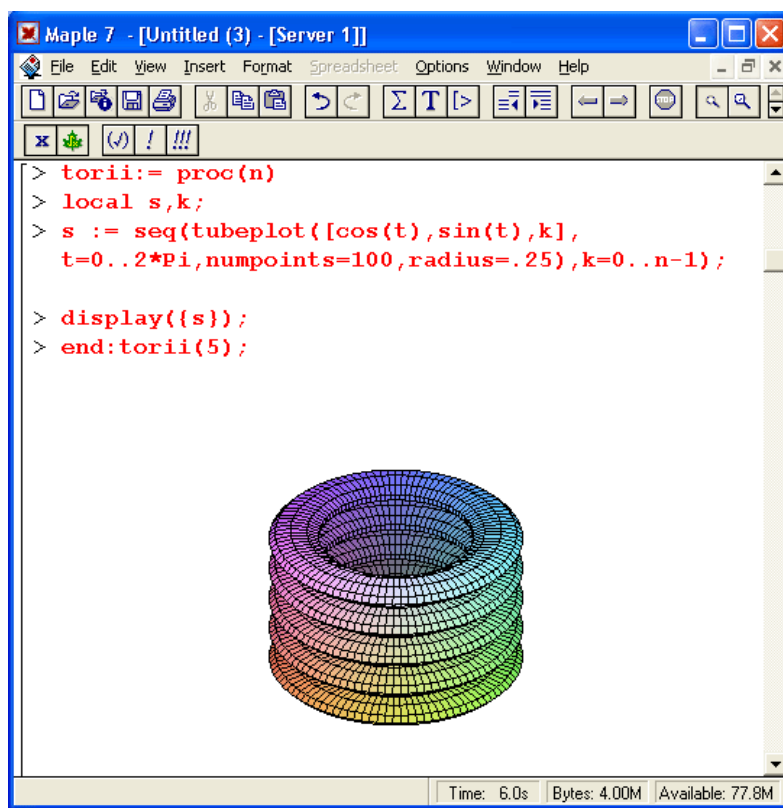 Maple 7 - [Untitled (3) - [Server 1]]
File Edit View Insert Format Spreadsheet Options Window Help
Σ T [> STOP
x (√) ! !!!
> torii:= proc(n)
> local s,k;
> s := seq(tubeplot([cos(t),sin(t),k],
t=0..2*Pi,numpoints=100,radius=.25),k=0..n-1);
> display({s});
> end:torii(5);
Time: 6.0s Bytes: 4.00M Available: 77.8M